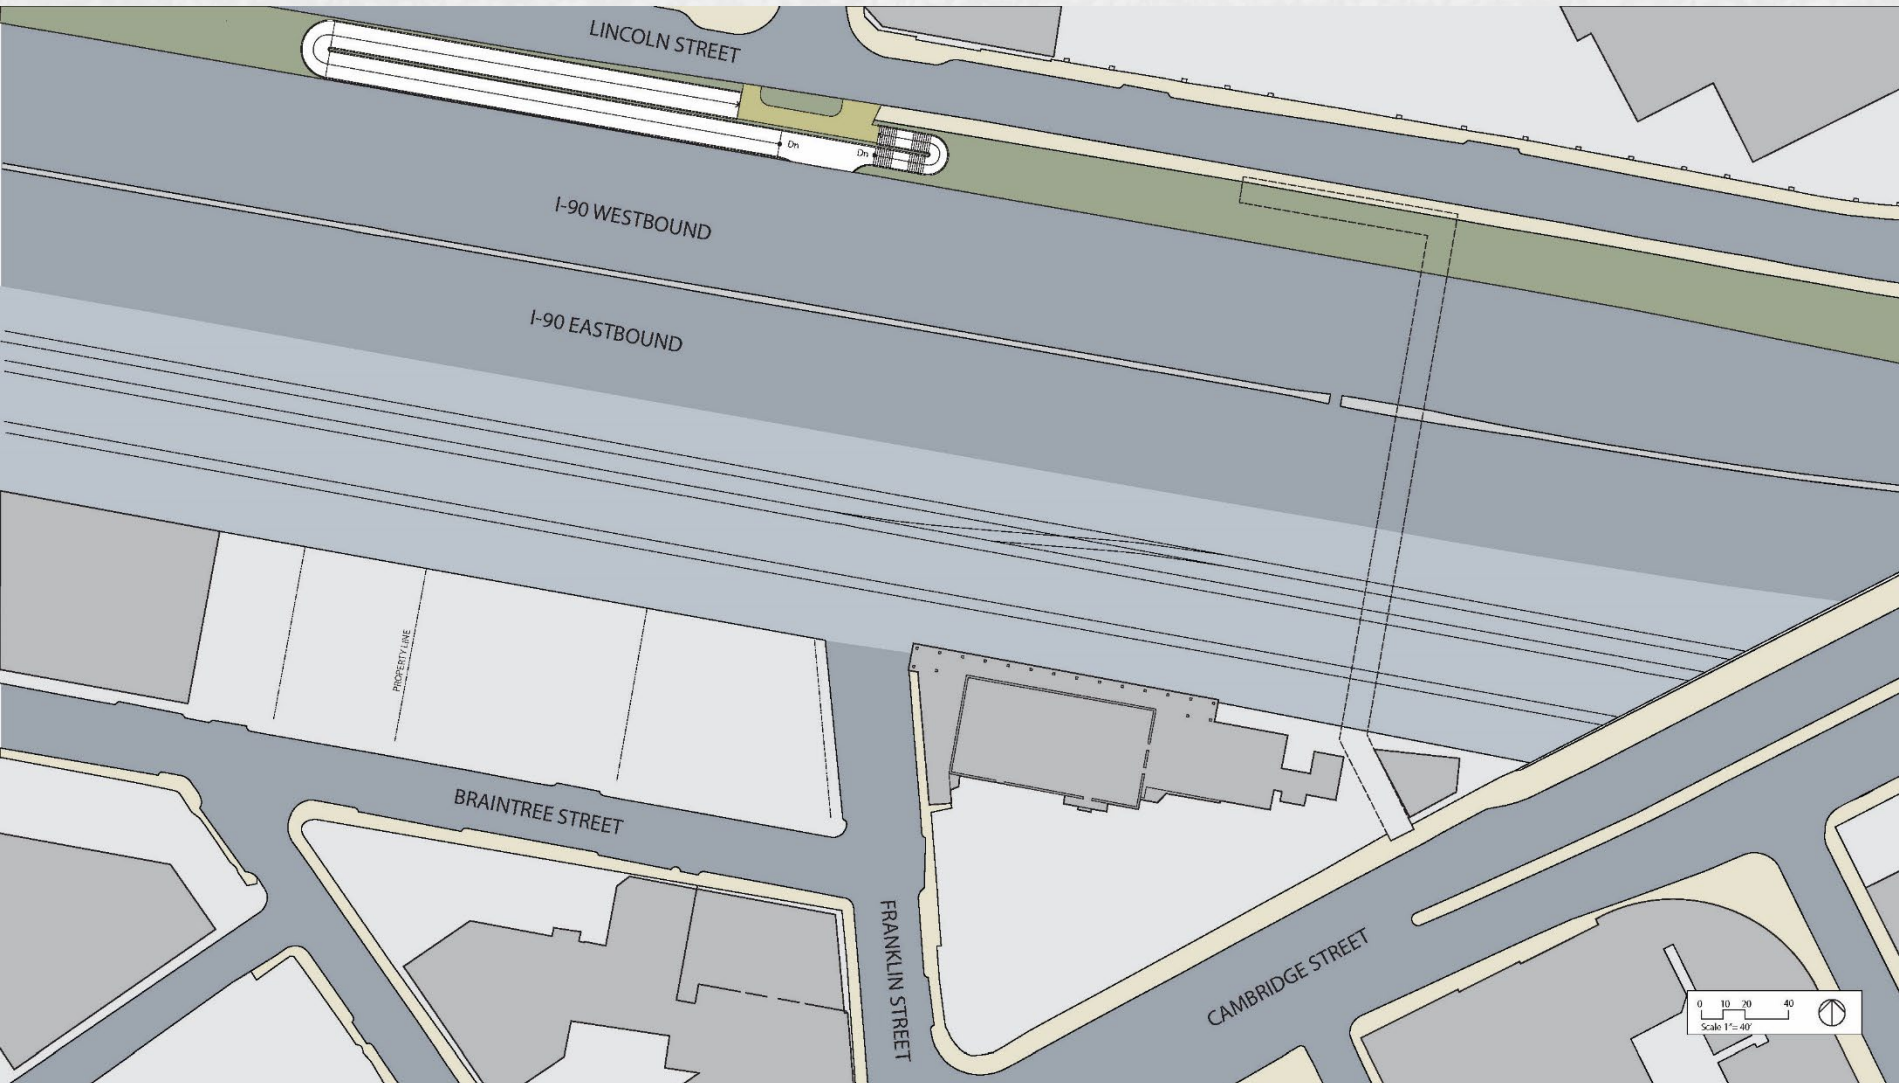 LINCOLN STREET
Dn
Dn
I-90 WESTBOUND
I-90 EASTBOUND
PROPERTY LINE
BRAINTREE STREET
FRANKLIN STREET
CAMBRIDGE STREET
0 10 20 40
Scale 1"= 40'